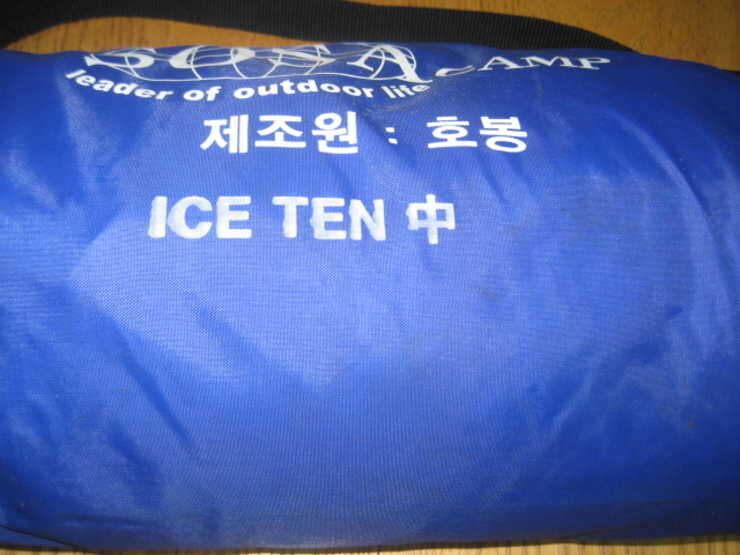 SOSA CAMP
leader of outdoor life
제조원 : 호봉
ICE TEN 中